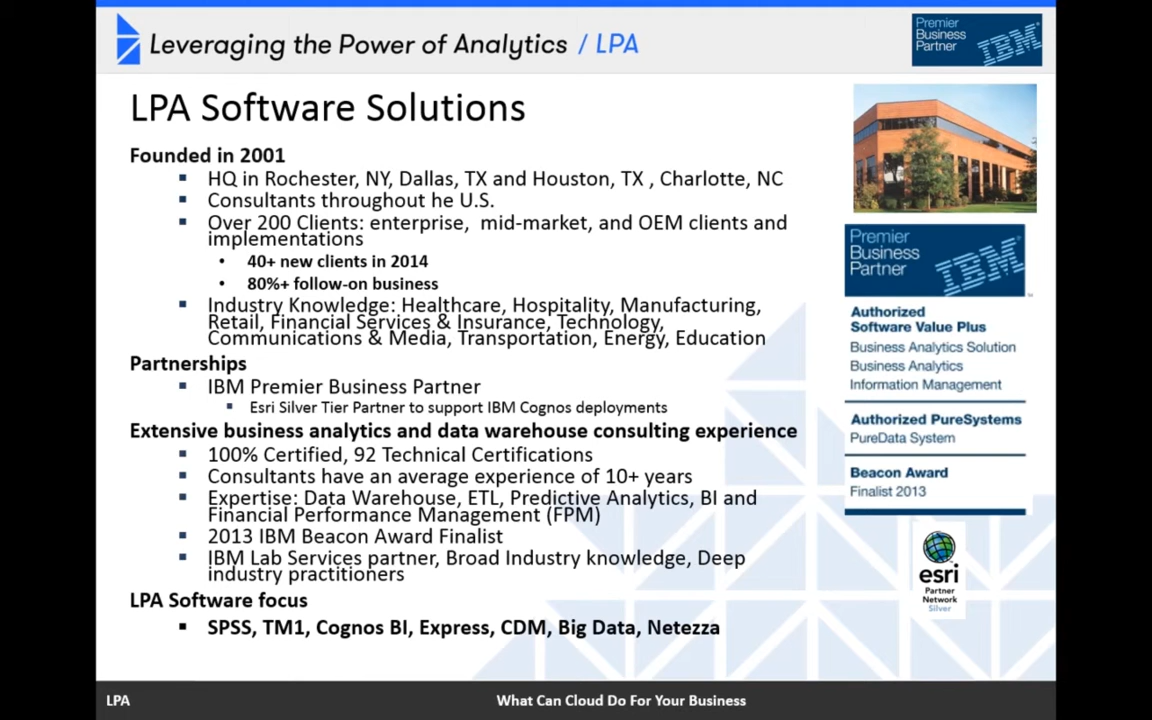 Leveraging the Power of Analytics / LPA
Premier
Business
Partner
IBM
LPA Software Solutions
Founded in 2001
▪ HQ in Rochester, NY, Dallas, TX and Houston, TX , Charlotte, NC
▪ Consultants throughout he U.S.
▪ Over 200 Clients: enterprise, mid-market, and OEM clients and
implementations
• 40+ new clients in 2014
• 80%+ follow-on business
▪ Industry Knowledge: Healthcare, Hospitality, Manufacturing,
Retail, Financial Services & Insurance, Technology,
Communications & Media, Transportation, Energy, Education
Partnerships
▪ IBM Premier Business Partner
▪ Esri Silver Tier Partner to support IBM Cognos deployments
Extensive business analytics and data warehouse consulting experience
▪ 100% Certified, 92 Technical Certifications
▪ Consultants have an average experience of 10+ years
▪ Expertise: Data Warehouse, ETL, Predictive Analytics, BI and
Financial Performance Management (FPM)
▪ 2013 IBM Beacon Award Finalist
▪ IBM Lab Services partner, Broad Industry knowledge, Deep
industry practitioners
LPA Software focus
▪ SPSS, TM1, Cognos BI, Express, CDM, Big Data, Netezza
Premier
Business
Partner
IBM
Authorized
Software Value Plus
Business Analytics Solution
Business Analytics
Information Management
Authorized PureSystems
PureData System
Beacon Award
Finalist 2013
esri
Partner
Network
Silver
LPA
What Can Cloud Do For Your Business